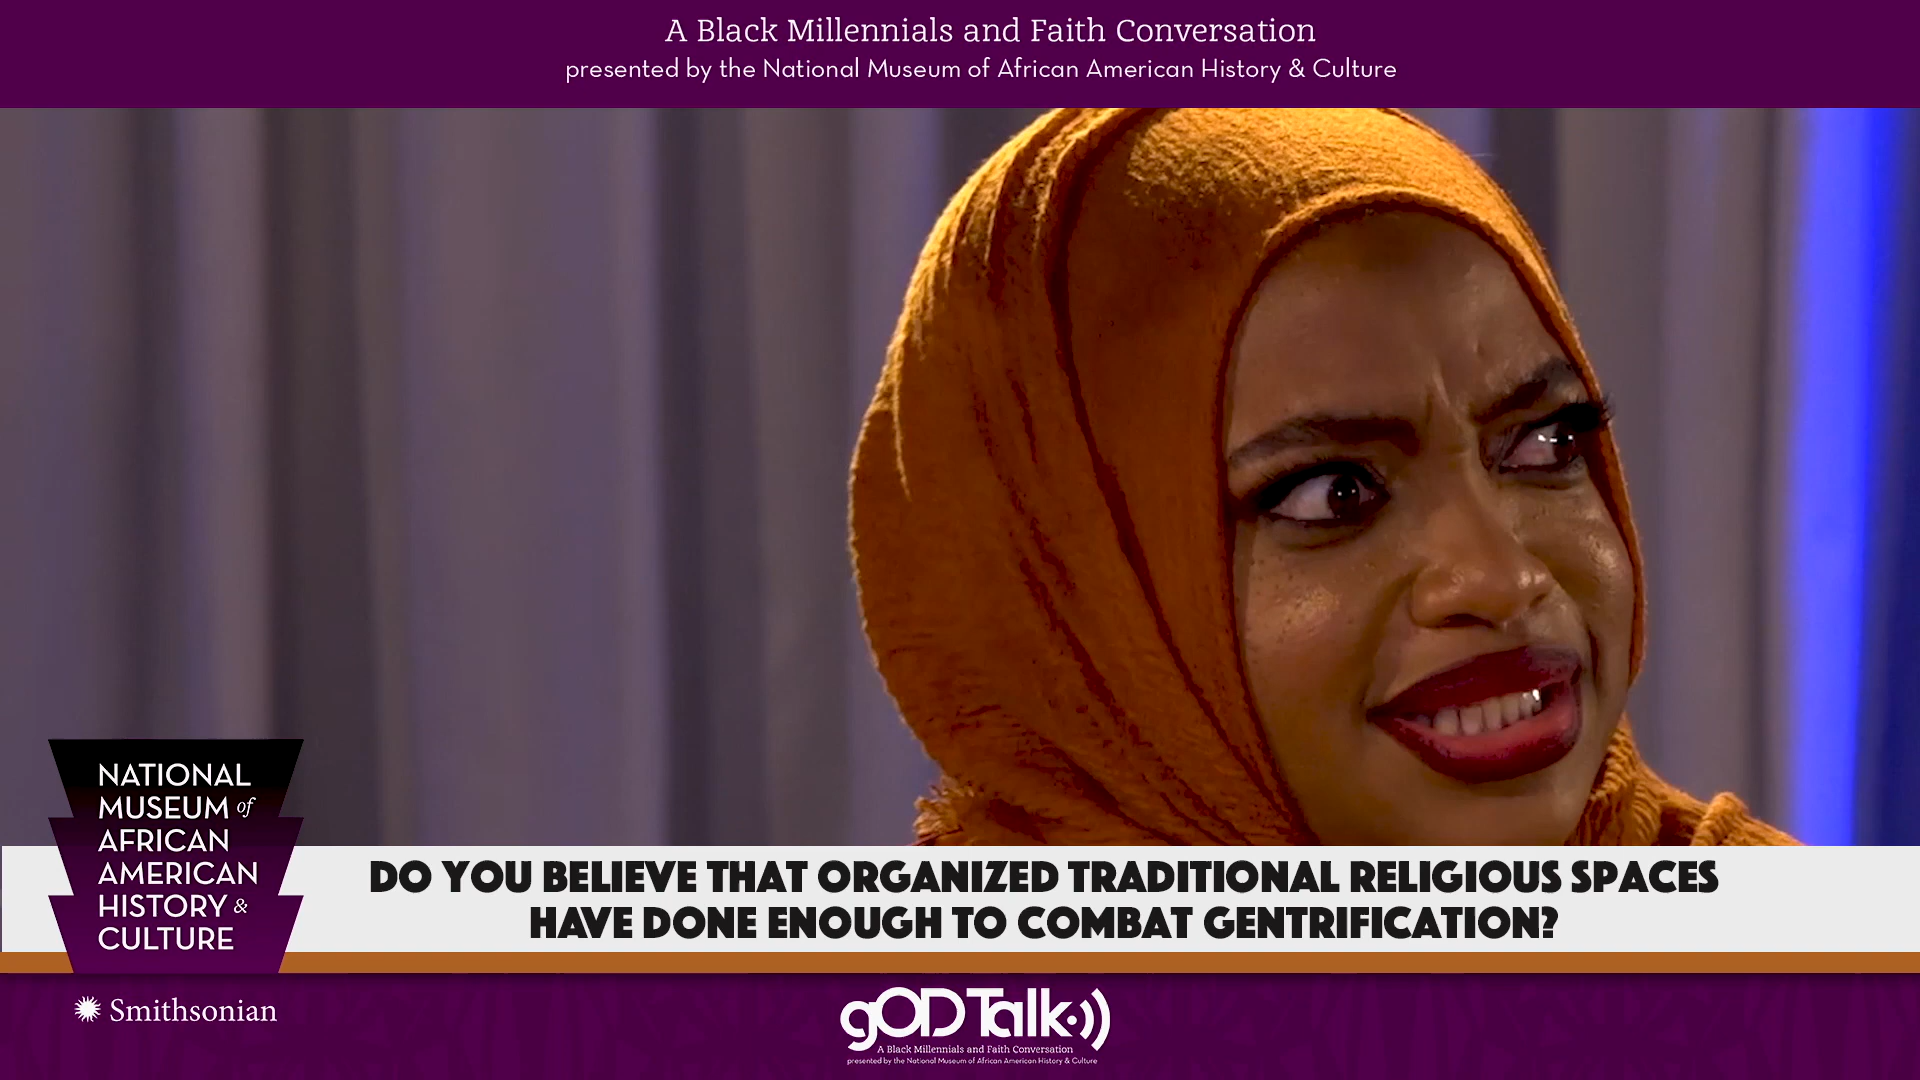 A Black Millennials and Faith Conversation
presented by the National Museum of African American History & Culture
NATIONAL
MUSEUM of
AFRICAN
AMERICAN
HISTORY &
CULTURE
DO YOU BELIEVE THAT ORGANIZED TRADITIONAL RELIGIOUS SPACES
HAVE DONE ENOUGH TO COMBAT GENTRIFICATION?
Smithsonian
gODTalk
A Black Millennials and Faith Conversation
presented by the National Museum of African American History & Culture